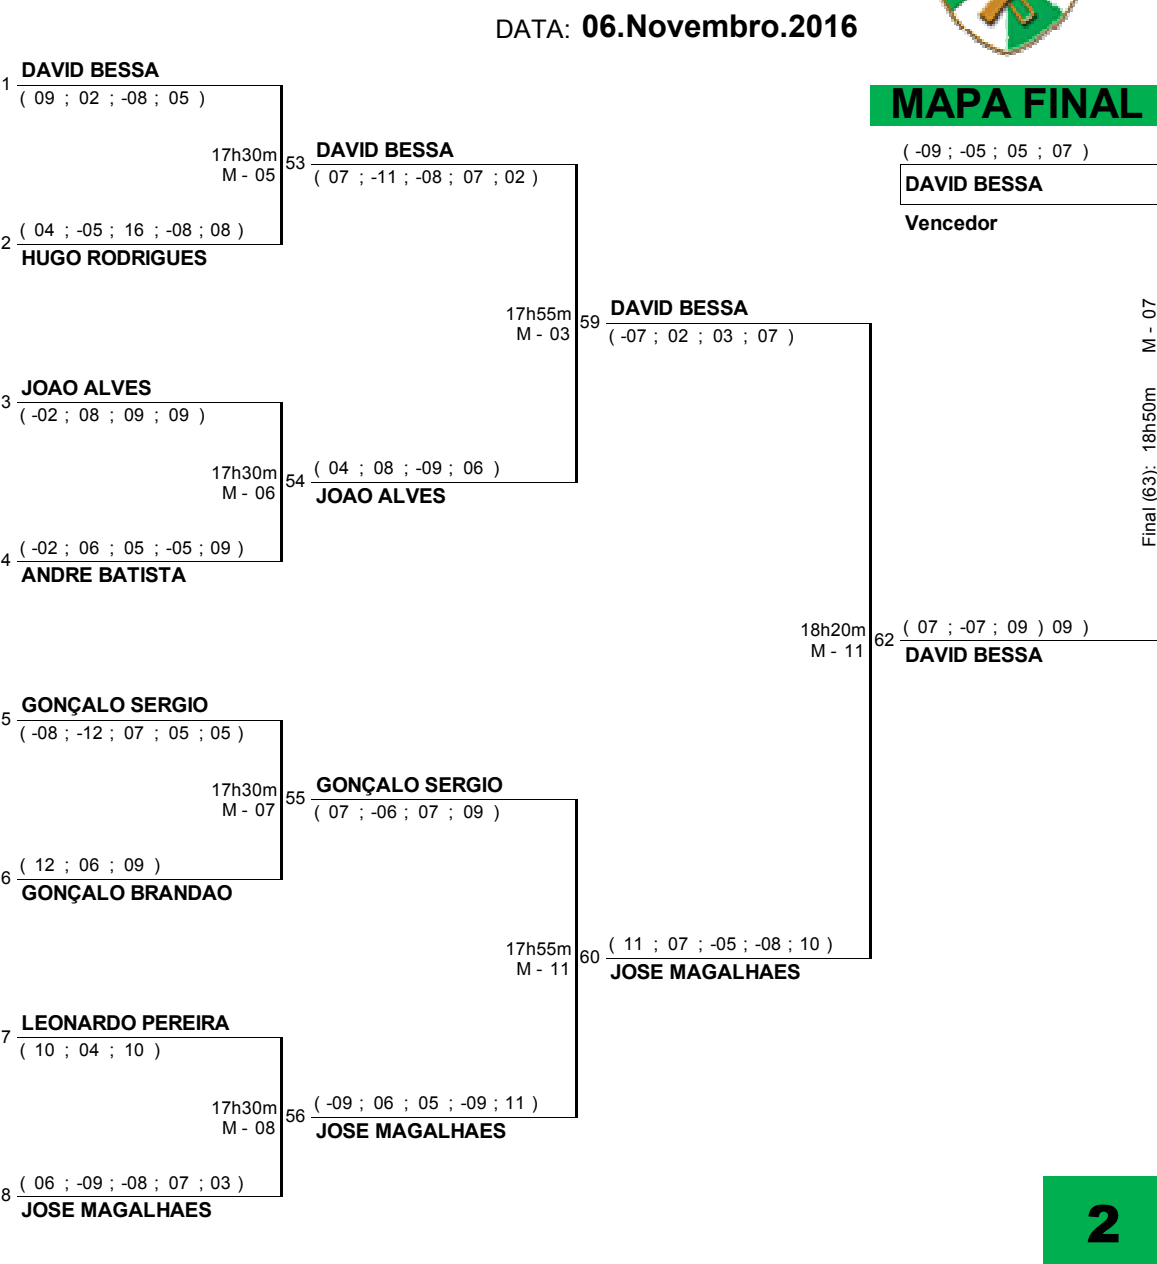 DATA: 06.Novembro.2016
MAPA FINAL
( -09 ; -05 ; 05 ; 07 )
DAVID BESSA
Vencedor
1 DAVID BESSA
( 09 ; 02 ; -08 ; 05 )
17h30m
M - 05
53 DAVID BESSA
( 07 ; -11 ; -08 ; 07 ; 02 )
( 04 ; -05 ; 16 ; -08 ; 08 )
2 HUGO RODRIGUES
17h55m
M - 03
59 DAVID BESSA
( -07 ; 02 ; 03 ; 07 )
3 JOAO ALVES
( -02 ; 08 ; 09 ; 09 )
17h30m
M - 06
54 ( 04 ; 08 ; -09 ; 06 )
JOAO ALVES
( -02 ; 06 ; 05 ; -05 ; 09 )
4 ANDRE BATISTA
Final (63): 18h50m M - 07
18h20m
M - 11
62 ( 07 ; -07 ; 09 ) 09 )
DAVID BESSA
5 GONÇALO SERGIO
( -08 ; -12 ; 07 ; 05 ; 05 )
17h30m
M - 07
55 GONÇALO SERGIO
( 07 ; -06 ; 07 ; 09 )
( 12 ; 06 ; 09 )
6 GONÇALO BRANDAO
17h55m
M - 11
60 ( 11 ; 07 ; -05 ; -08 ; 10 )
JOSE MAGALHAES
7 LEONARDO PEREIRA
( 10 ; 04 ; 10 )
17h30m
M - 08
56 ( -09 ; 06 ; 05 ; -09 ; 11 )
JOSE MAGALHAES
( 06 ; -09 ; -08 ; 07 ; 03 )
8 JOSE MAGALHAES
2